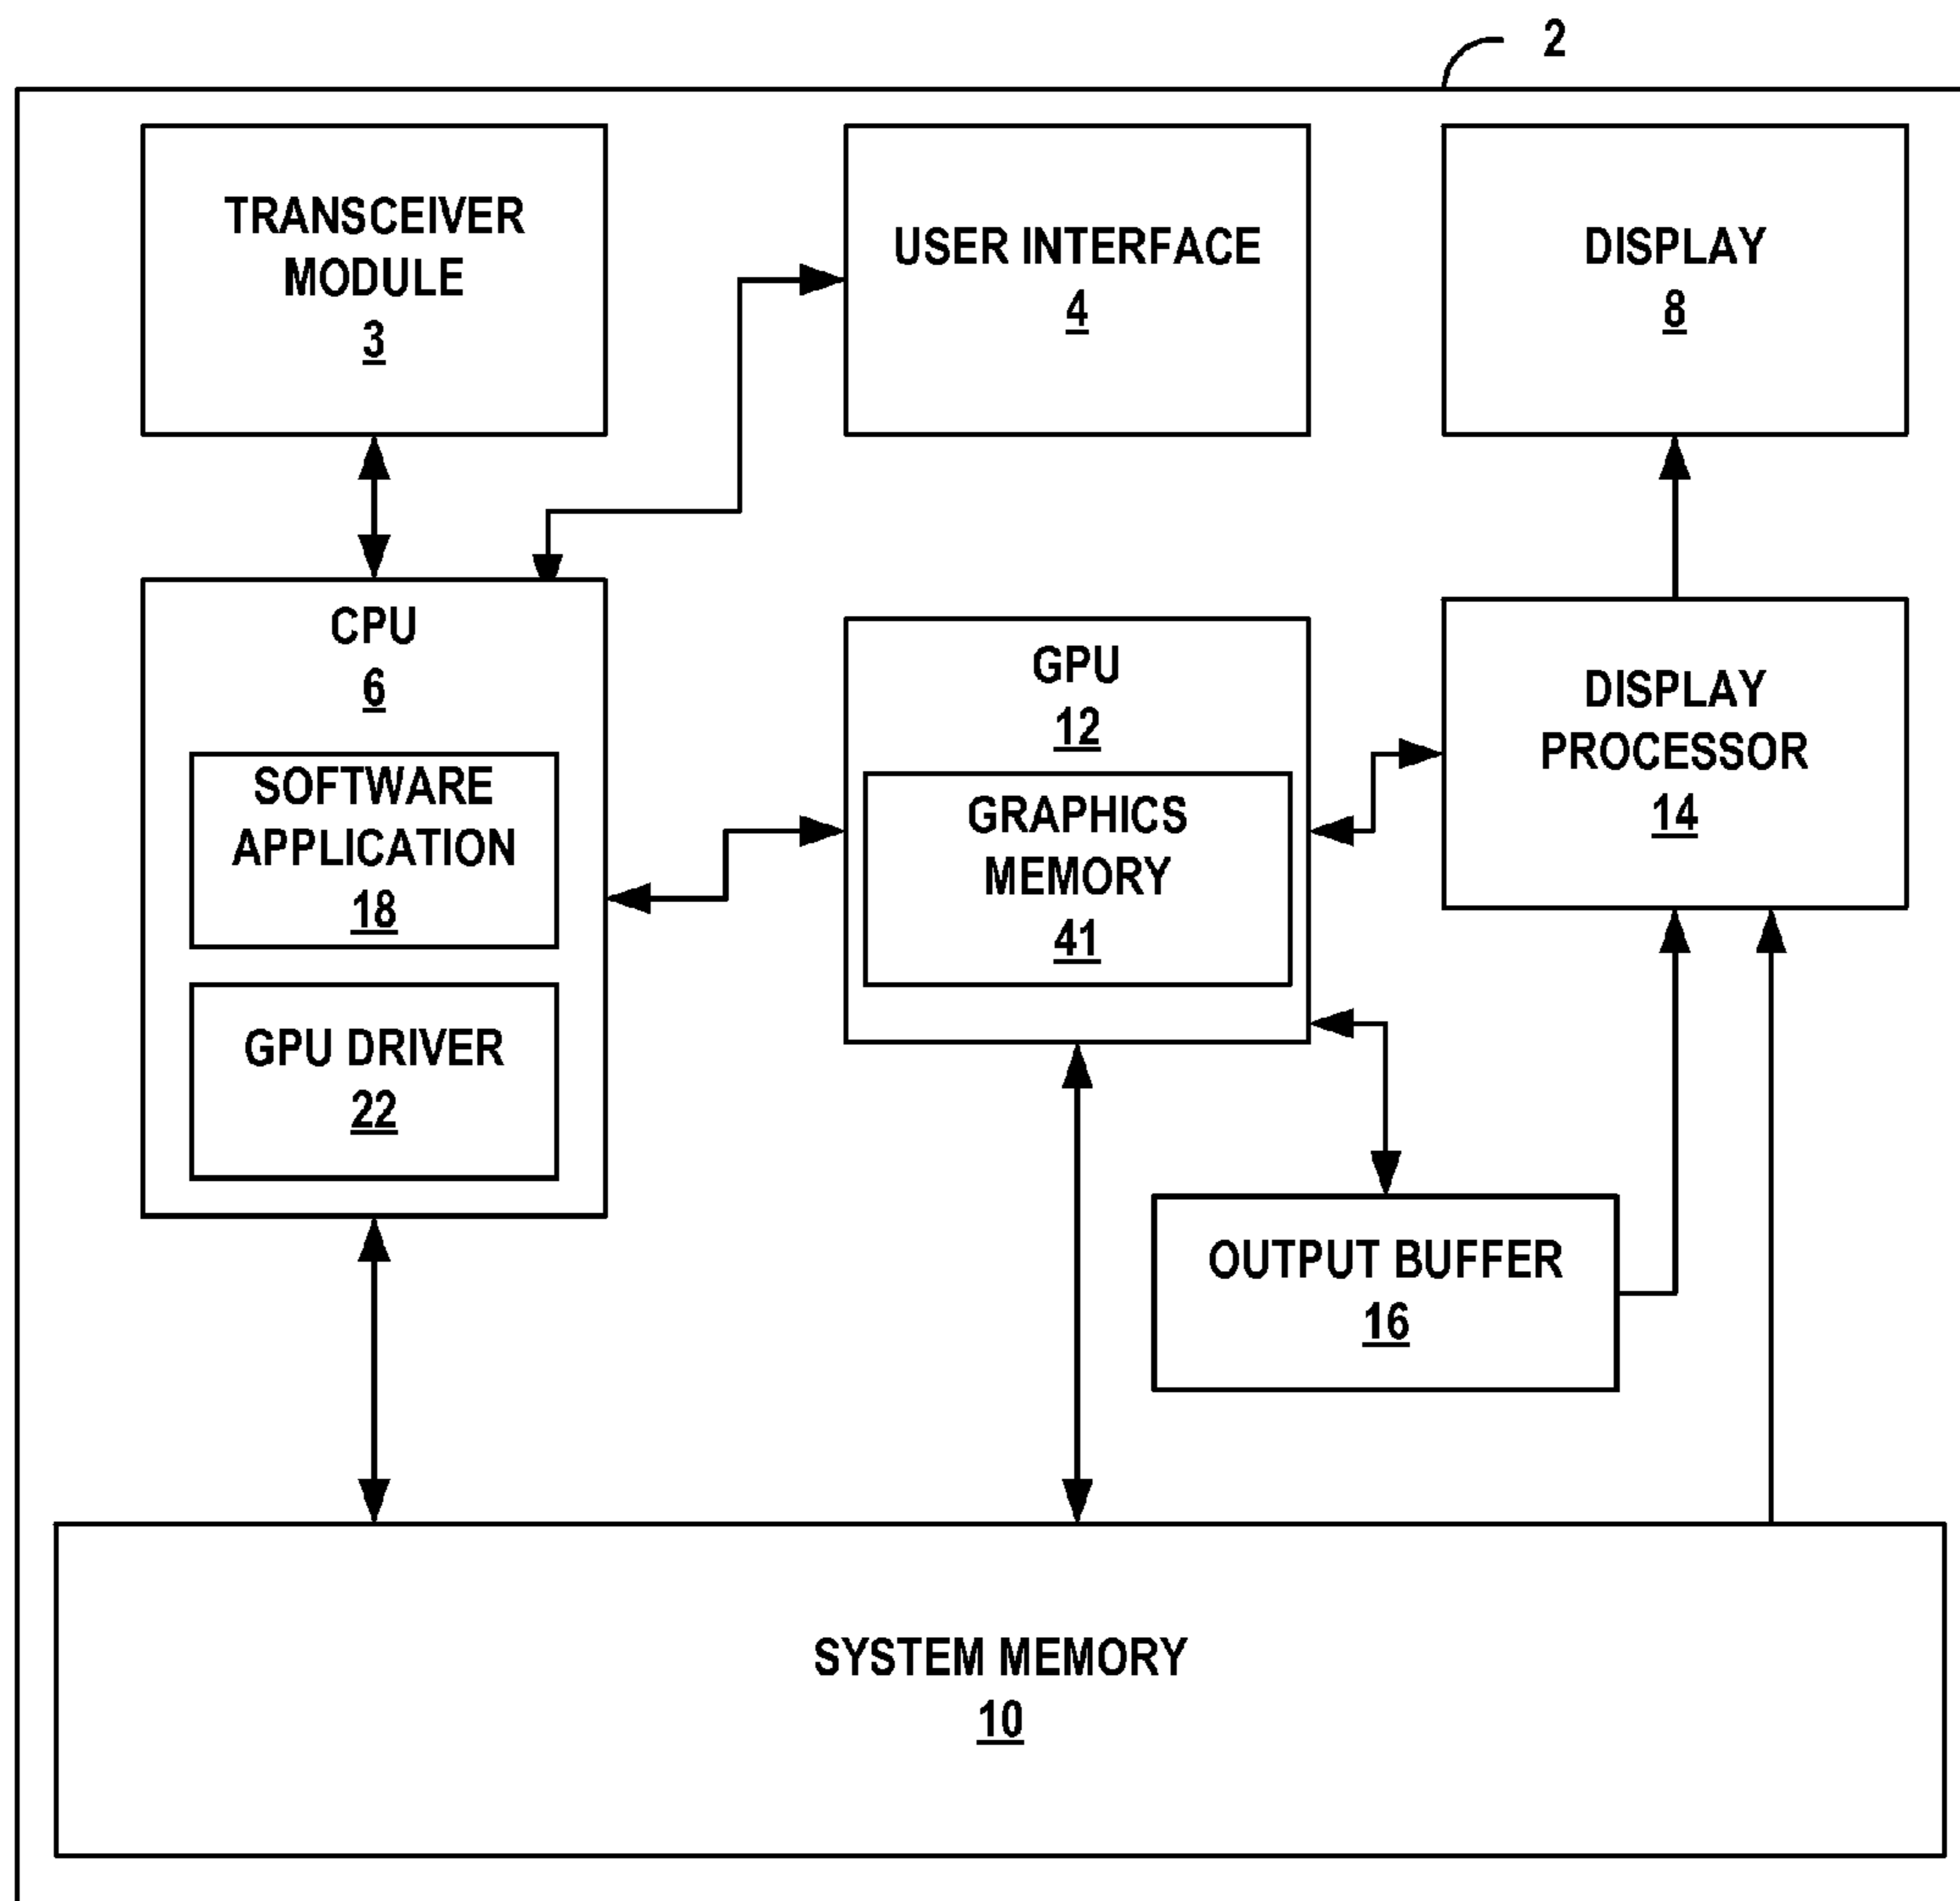 2
TRANSCEIVER
MODULE
3
USER INTERFACE
4
DISPLAY
8
CPU
6
SOFTWARE
APPLICATION
18
GPU DRIVER
22
GPU
12
GRAPHICS
MEMORY
41
DISPLAY
PROCESSOR
14
OUTPUT BUFFER
16
SYSTEM MEMORY
10